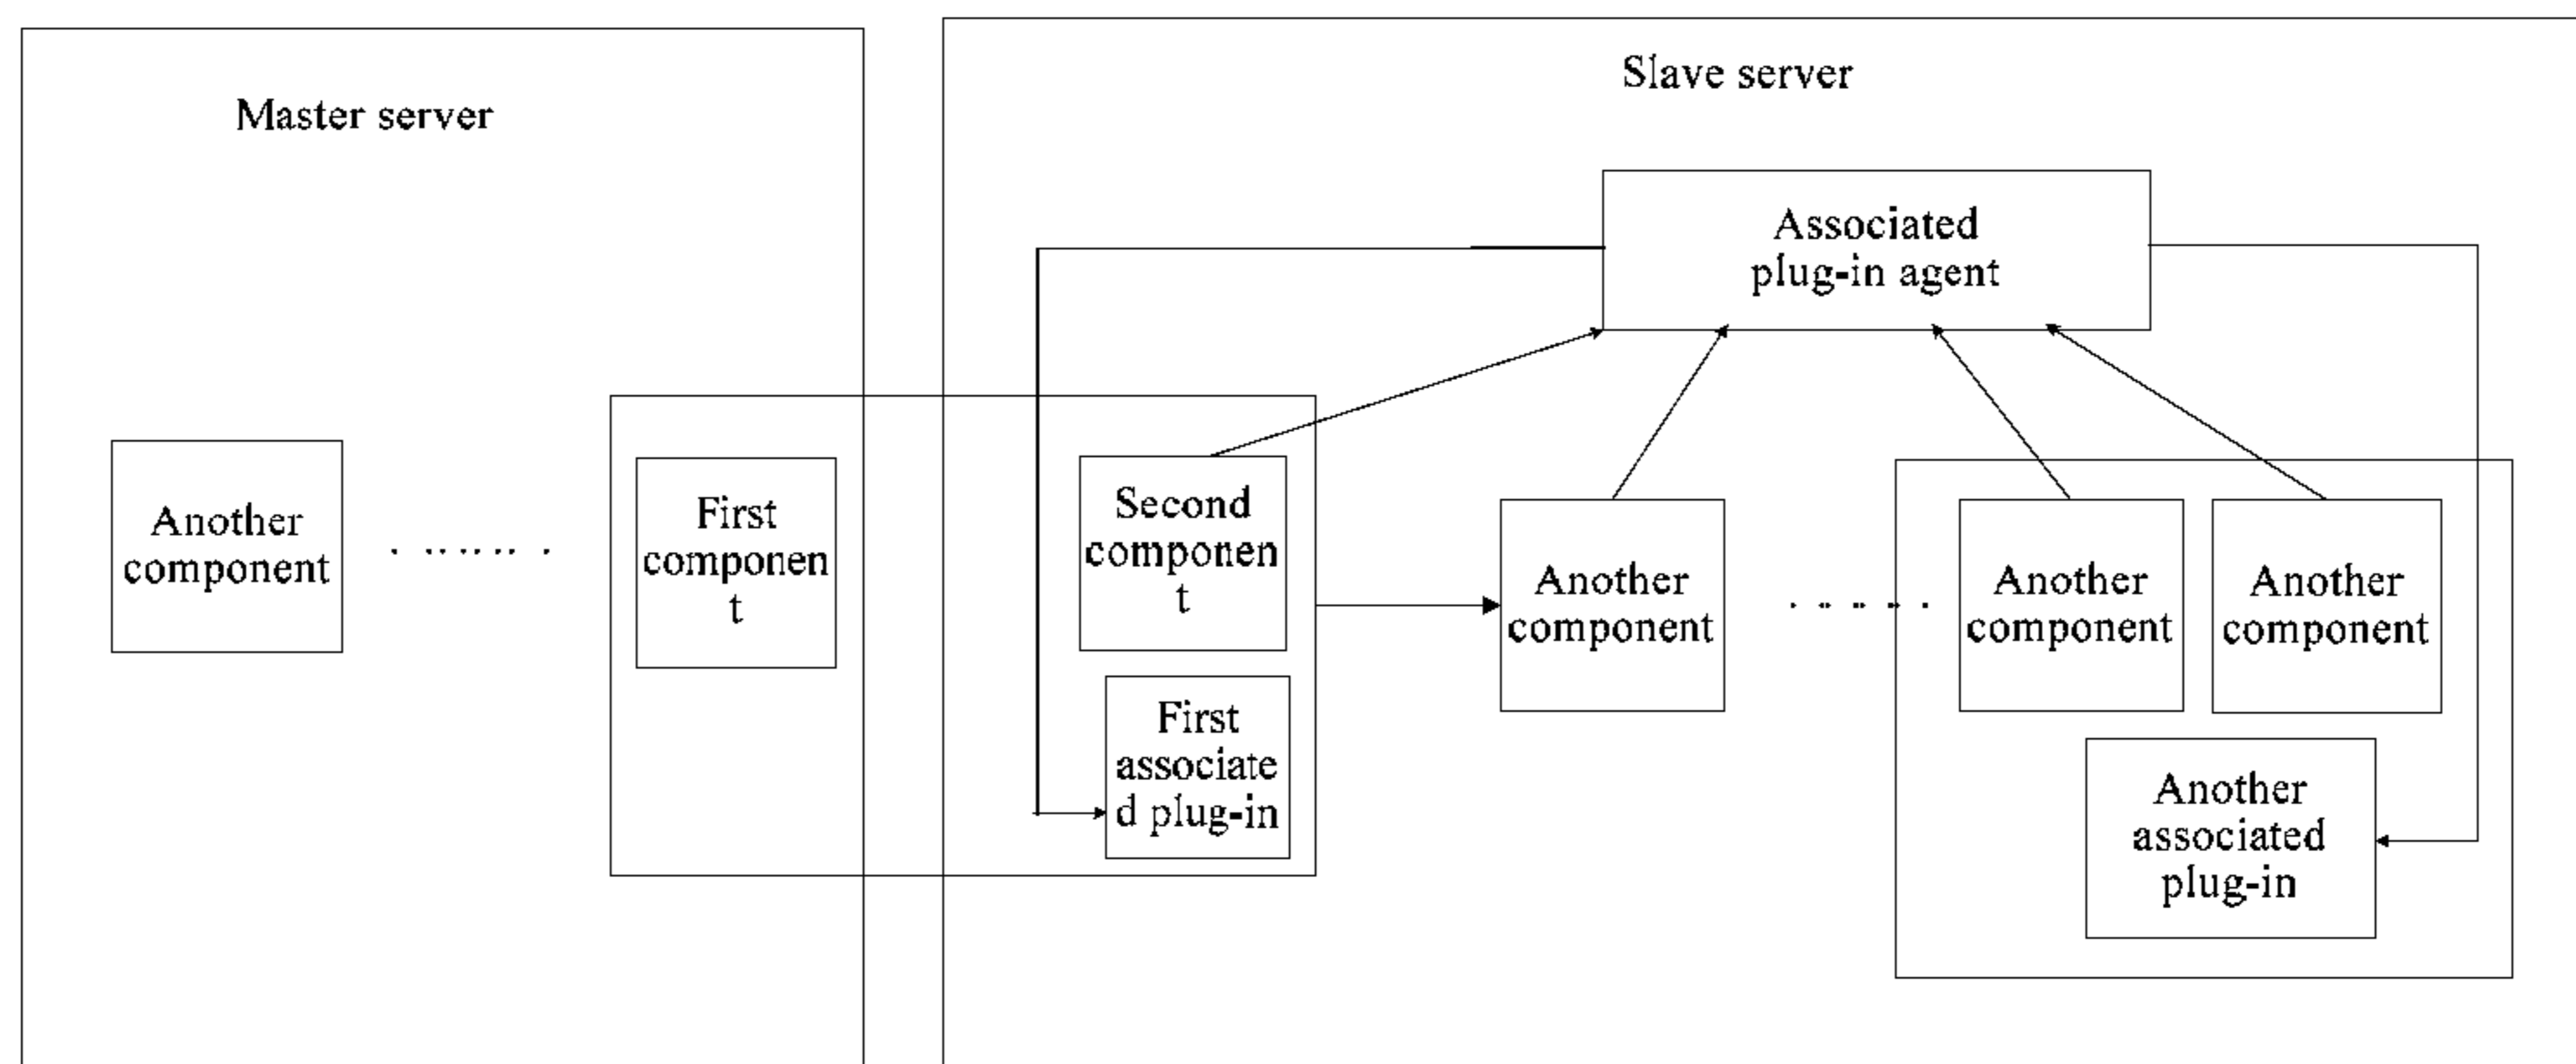 Master server
Slave server
Associated
plug-in agent
Another
component
First
componen
t
Second
componen
t
First
associate
d plug-in
Another
component
Another
component
Another
component
Another
associated
plug-in